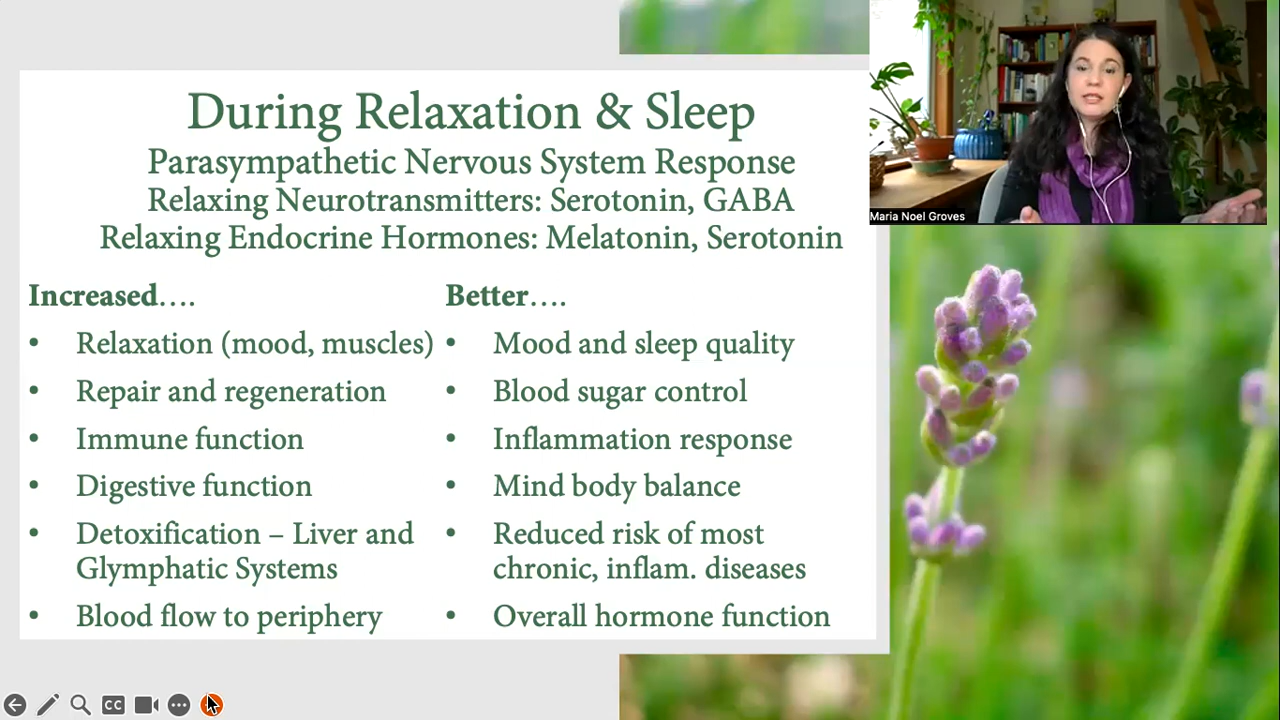 During Relaxation & Sleep
Parasympathetic Nervous System Response
Relaxing Neurotransmitters: Serotonin, GABA
Relaxing Endocrine Hormones: Melatonin, Serotonin
Increased....
• Relaxation (mood, muscles)
• Repair and regeneration
• Immune function
• Digestive function
• Detoxification – Liver and
Glymphatic Systems
• Blood flow to periphery
Better....
• Mood and sleep quality
• Blood sugar control
• Inflammation response
• Mind body balance
• Reduced risk of most
chronic, inflam. diseases
• Overall hormone function
Maria Noel Groves
CC